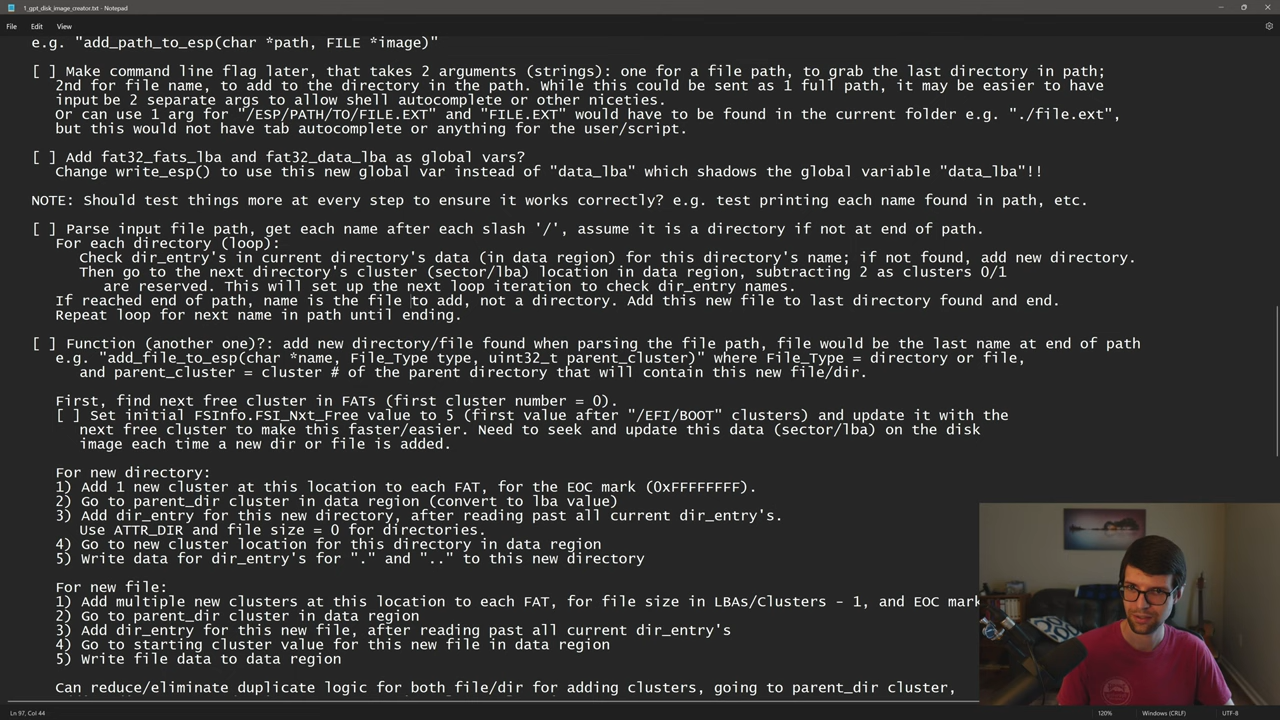 1_gpt_disk_image_creator.txt - Notepad
File Edit View
e.g. "add_path_to_esp(char *path, FILE *image)"
[ ] Make command line flag later, that takes 2 arguments (strings): one for a file path, to grab the last directory in path;
2nd for file name, to add to the directory in the path. While this could be sent as 1 full path, it may be easier to have
input be 2 separate args to allow shell autocomplete or other niceties.
Or can use 1 arg for "/ESP/PATH/TO/FILE.EXT" and "FILE.EXT" would have to be found in the current folder e.g. "./file.ext",
but this would not have tab autocomplete or anything for the user/script.
[ ] Add fat32_fats_lba and fat32_data_lba as global vars?
Change write_esp() to use this new global var instead of "data_lba" which shadows the global variable "data_lba"!!
NOTE: Should test things more at every step to ensure it works correctly? e.g. test printing each name found in path, etc.
[ ] Parse input file path, get each name after each slash '/', assume it is a directory if not at end of path.
For each directory (loop):
Check dir_entry's in current directory's data (in data region) for this directory's name; if not found, add new directory.
Then go to the next directory's cluster (sector/lba) location in data region, subtracting 2 as clusters 0/1
are reserved. This will set up the next loop iteration to check dir_entry names.
If reached end of path, name is the file to add, not a directory. Add this new file to last directory found and end.
Repeat loop for next name in path until ending.
[ ] Function (another one)?: add new directory/file found when parsing the file path, file would be the last name at end of path
e.g. "add_file_to_esp(char *name, File_Type type, uint32_t parent_cluster)" where File_Type = directory or file,
and parent_cluster = cluster # of the parent directory that will contain this new file/dir.
First, find next free cluster in FATs (first cluster number = 0).
[ ] Set initial FSInfo.FSI_Nxt_Free value to 5 (first value after "/EFI/BOOT" clusters) and update it with the
next free cluster to make this faster/easier. Need to seek and update this data (sector/lba) on the disk
image each time a new dir or file is added.
For new directory:
1) Add 1 new cluster at this location to each FAT, for the EOC mark (0xFFFFFFFF).
2) Go to parent_dir cluster in data region (convert to lba value)
3) Add dir_entry for this new directory, after reading past all current dir_entry's.
Use ATTR_DIR and file size = 0 for directories.
4) Go to new cluster location for this directory in data region
5) Write data for dir_entry's for "." and ".." to this new directory
For new file:
1) Add multiple new clusters at this location to each FAT, for file size in LBAs/Clusters - 1, and EOC mark
2) Go to parent_dir cluster in data region
3) Add dir_entry for this new file, after reading past all current dir_entry's
4) Go to starting cluster value for this new file in data region
5) Write file data to data region
Can reduce/eliminate duplicate logic for both file/dir for adding clusters, going to parent_dir cluster,
Ln 97, Col 44 120% Windows (CRLF) UTF-8